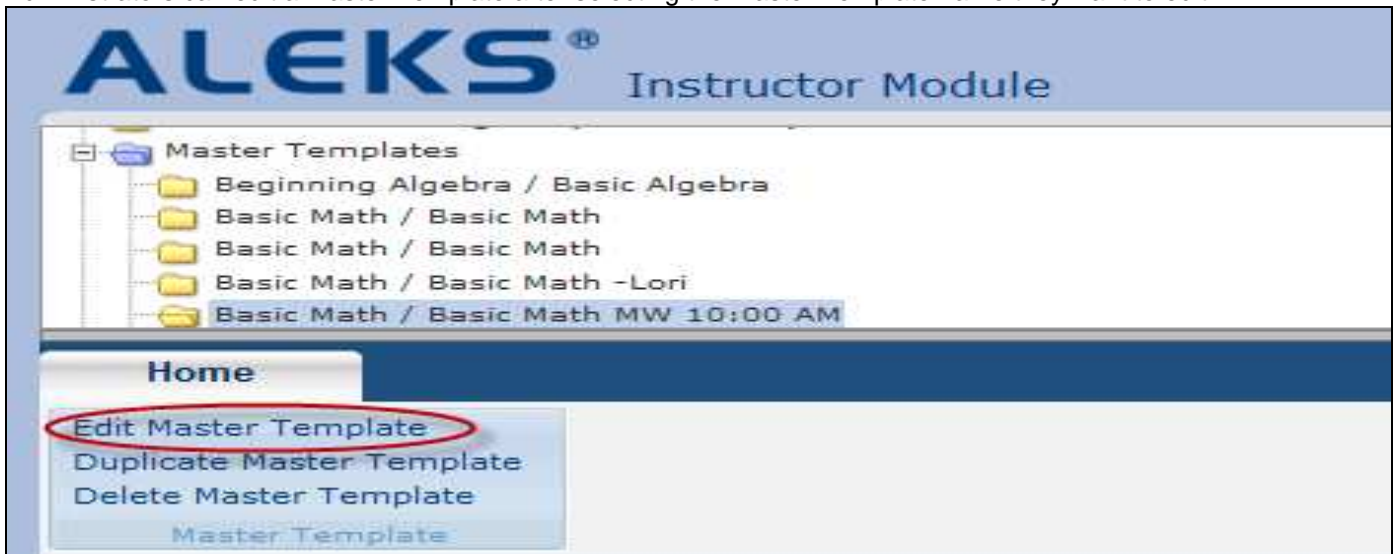 ALEKS® Instructor Module
Master Templates
Beginning Algebra / Basic Algebra
Basic Math / Basic Math
Basic Math / Basic Math
Basic Math / Basic Math -Lori
Basic Math / Basic Math MW 10:00 AM
Home
Edit Master Template
Duplicate Master Template
Delete Master Template
Master Template